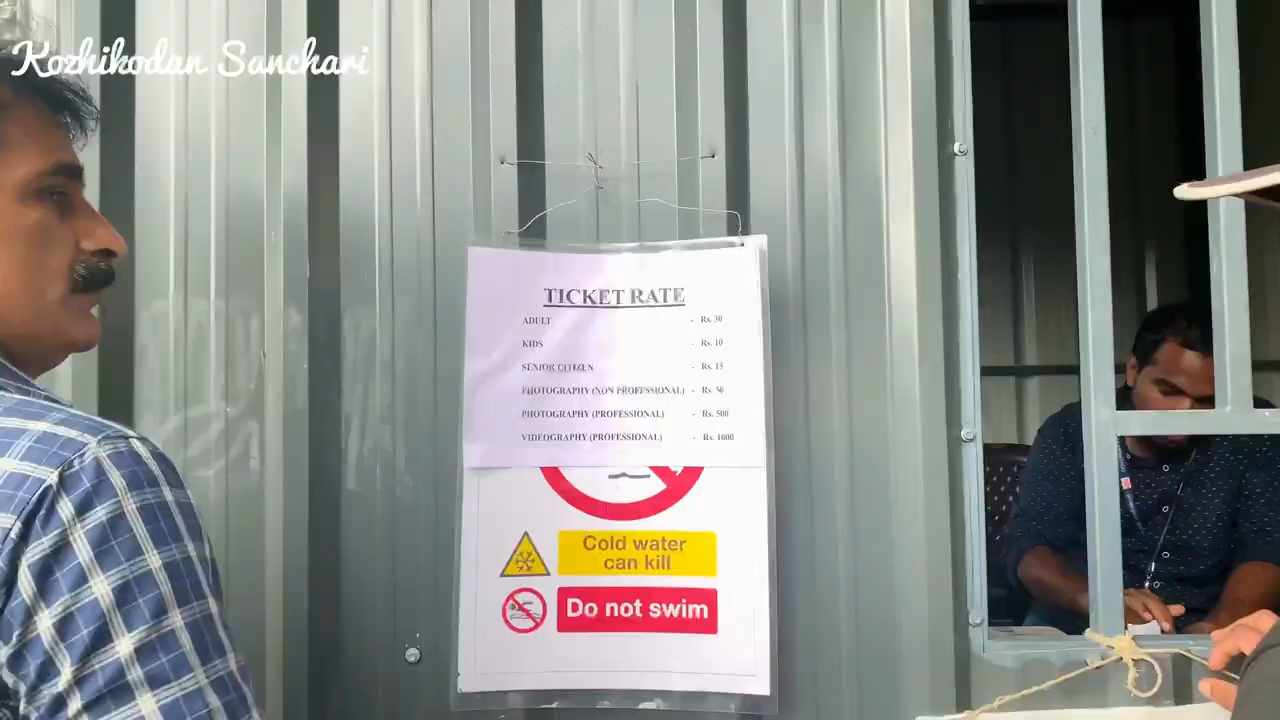 Kozhikodan Sanchari
TICKET RATE
ADULT - Rs. 30
KIDS - Rs. 10
SENIOR CITIZEN - Rs. 15
PHOTOGRAPHY (NON PROFESSIONAL) - Rs. 50
PHOTOGRAPHY (PROFESSIONAL) - Rs. 500
VIDEOGRAPHY (PROFESSIONAL) - Rs. 1000
Cold water
can kill
Do not swim